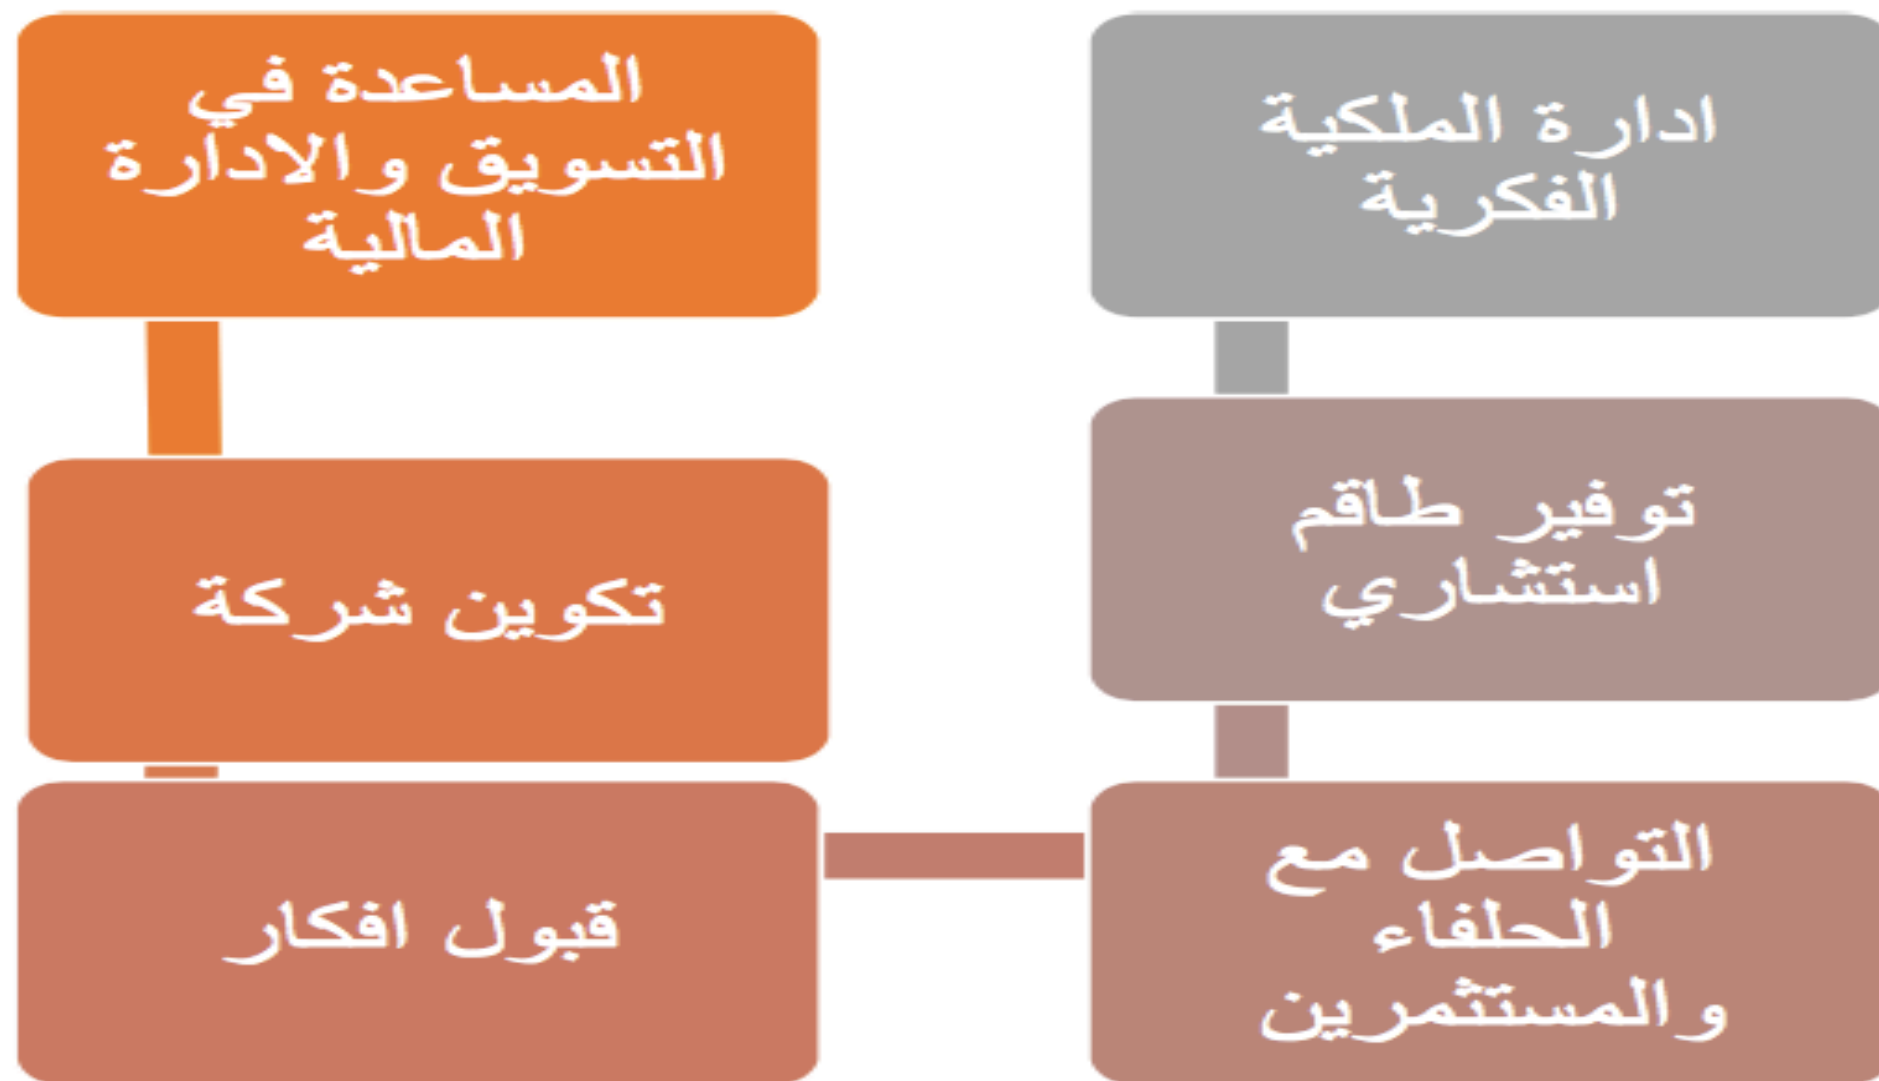 المساعدة في
التسويق والادارة
المالية
تكوين شركة
قبول افكار
التواصل مع
الحلفاء
والمستثمرين
توفير طاقم
استشاري
ادارة الملكية
الفكرية